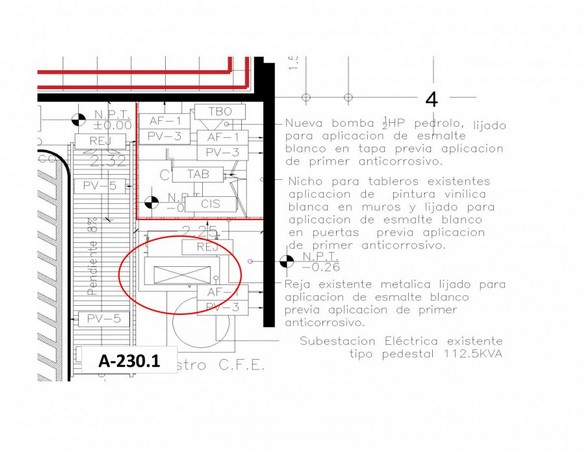 1.5
4
N.P.T.
±0.00
REJ
2.32
AF-1
PV-3
TBO
AF-1
PV-3
PV-5
TAB
CIS
N.P.T.
Nueva bomba ½HP pedrolo, lijado
para aplicacion de esmalte
blanco en tapa previa aplicacion
de primer anticorrosivo.
Nicho para tableros existentes
aplicacion de pintura vinilica
blanca en muros y lijado para
aplicacion de esmalte blanco
en puertas previa aplicacion
de primer anticorrosivo.
2.25
REJ
N.P.T.
-0.26
Pendiente 8%
AF-
PV-3
Reja existente metalica lijado para
aplicacion de esmalte blanco
previa aplicacion de primer
anticorrosivo.
PV-5
Subestacion Eléctrica existente
tipo pedestal 112.5KVA
A-230.1
stro C.F.E.